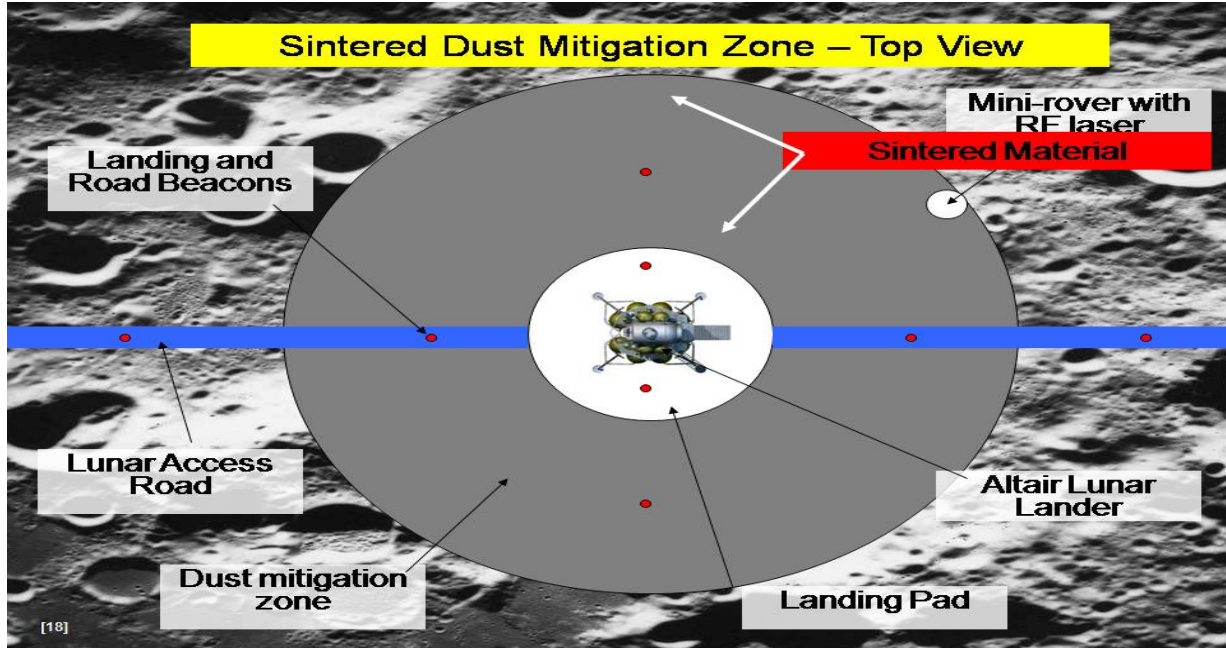 Sintered Dust Mitigation Zone – Top View
Mini-rover with
RF laser
Sintered Material
Landing and
Road Beacons
Lunar Access
Road
Altair Lunar
Lander
Dust mitigation
zone
Landing Pad
[18]